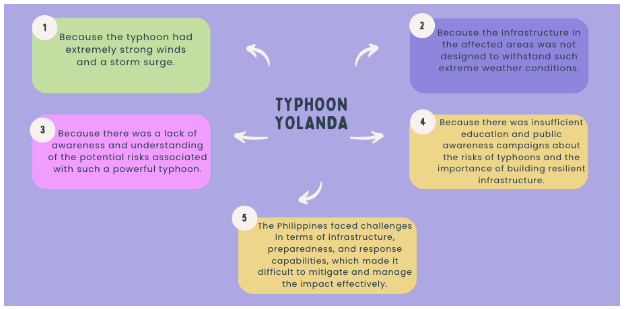 1
Because the typhoon had
extremely strong winds
and a storm surge.
2
Because the infrastructure in
the affected areas was not
designed to withstand such
extreme weather conditions.
TYPHOON
YOLANDA
3
Because there was a lack of
awareness and understanding
of the potential risks associated
with such a powerful typhoon.
4
Because there was insufficient
education and public
awareness campaigns about
the risks of typhoons and the
importance of building resilient
infrastructure.
5
The Philippines faced challenges
in terms of infrastructure,
preparedness, and response
capabilities, which made it
difficult to mitigate and manage
the impact effectively.